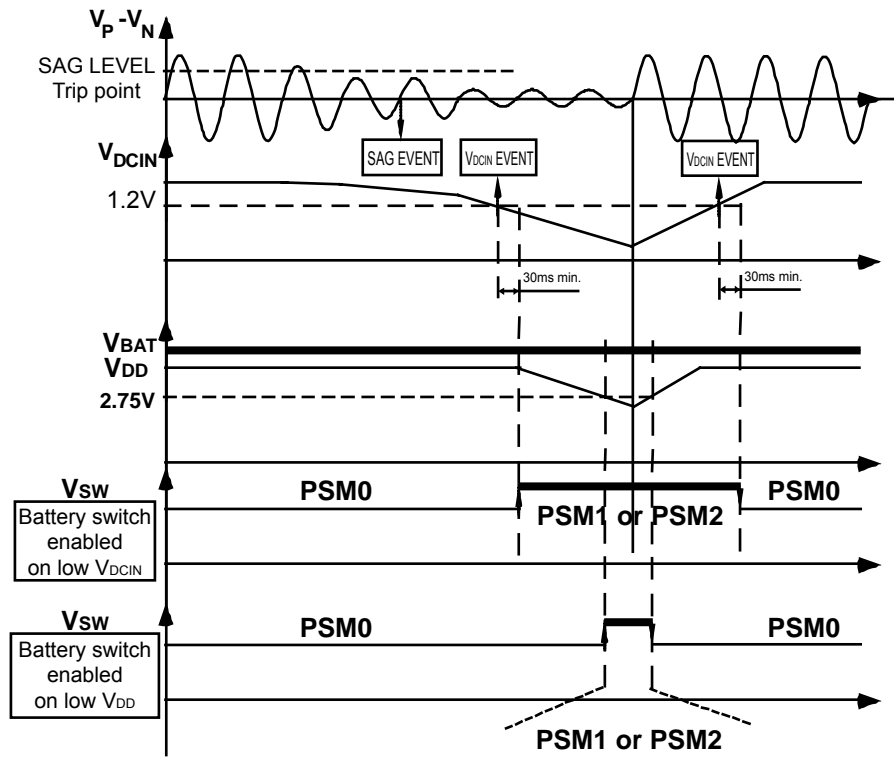 VP -VN
SAG LEVEL
Trip point
SAG EVENT
VDCIN EVENT
VDCIN EVENT
VDCIN
1.2V
30ms min.
30ms min.
VBAT
VDD
2.75V
VSW
PSM0
PSM1 or PSM2
PSM0
Battery switch
enabled
on low VDCIN
VSW
PSM0
PSM0
Battery switch
enabled
on low VDD
PSM1 or PSM2